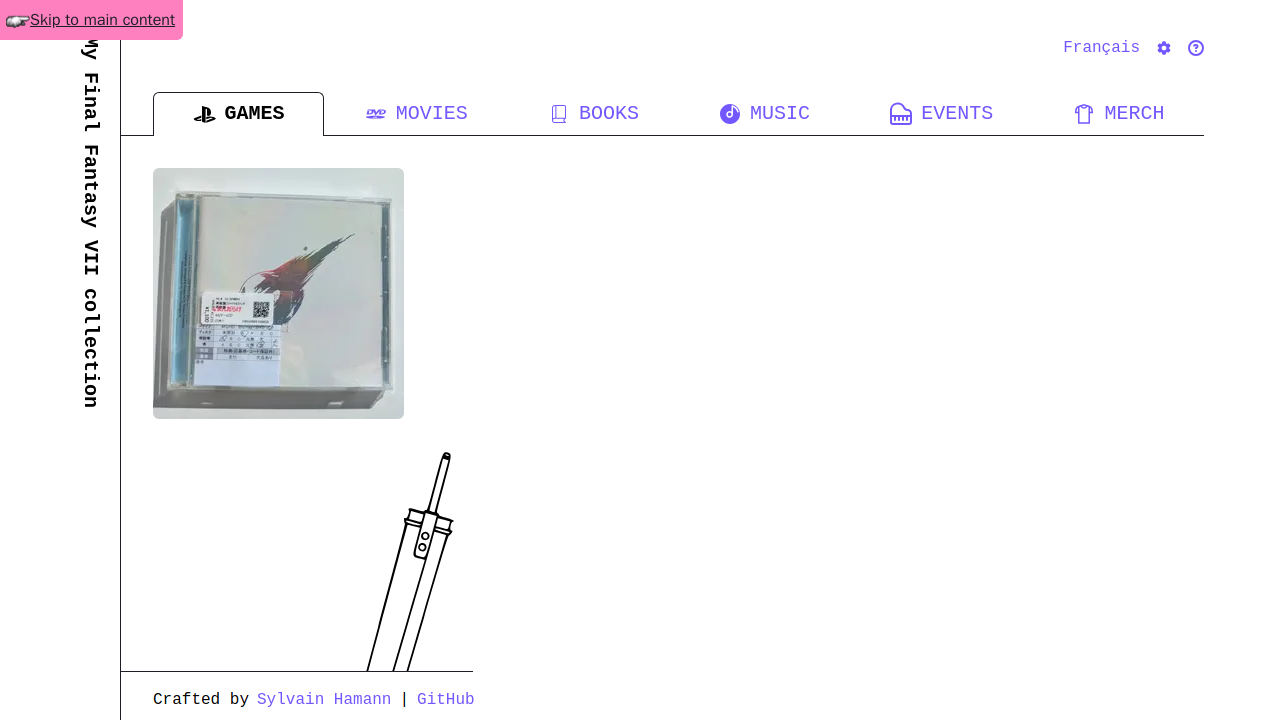 Skip to main content
My Final Fantasy VII collection
Français
GAMES
MOVIES
BOOKS
MUSIC
EVENTS
MERCH
Crafted by Sylvain Hamann | GitHub